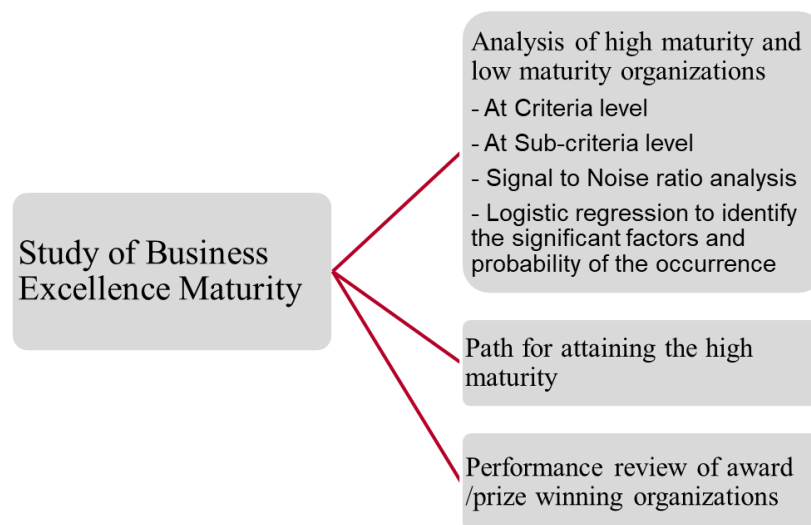 Study of Business
Excellence Maturity
Analysis of high maturity and
low maturity organizations
- At Criteria level
- At Sub-criteria level
- Signal to Noise ratio analysis
- Logistic regression to identify
the significant factors and
probability of the occurrence
Path for attaining the high
maturity
Performance review of award
/prize winning organizations